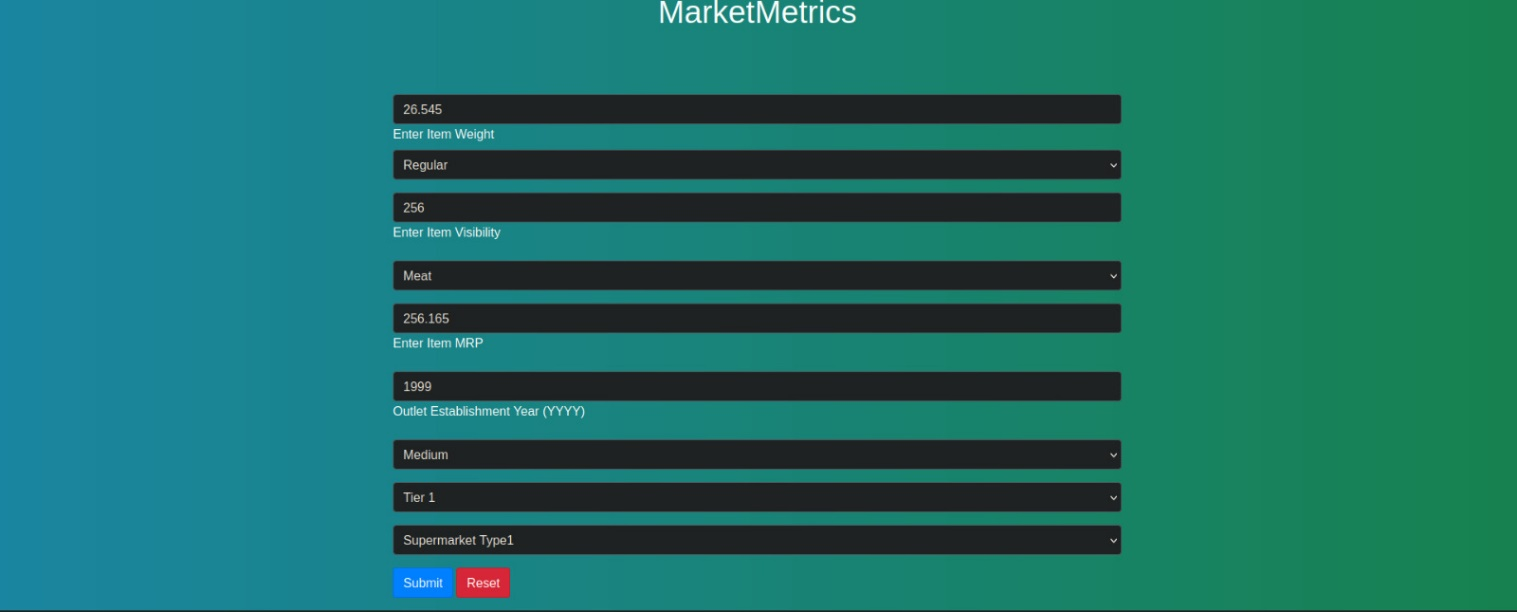 MarketMetrics
26.545
Enter Item Weight
Regular
256
Enter Item Visibility
Meat
256.165
Enter Item MRP
1999
Outlet Establishment Year (YYYY)
Medium
Tier 1
Supermarket Type1
Submit Reset